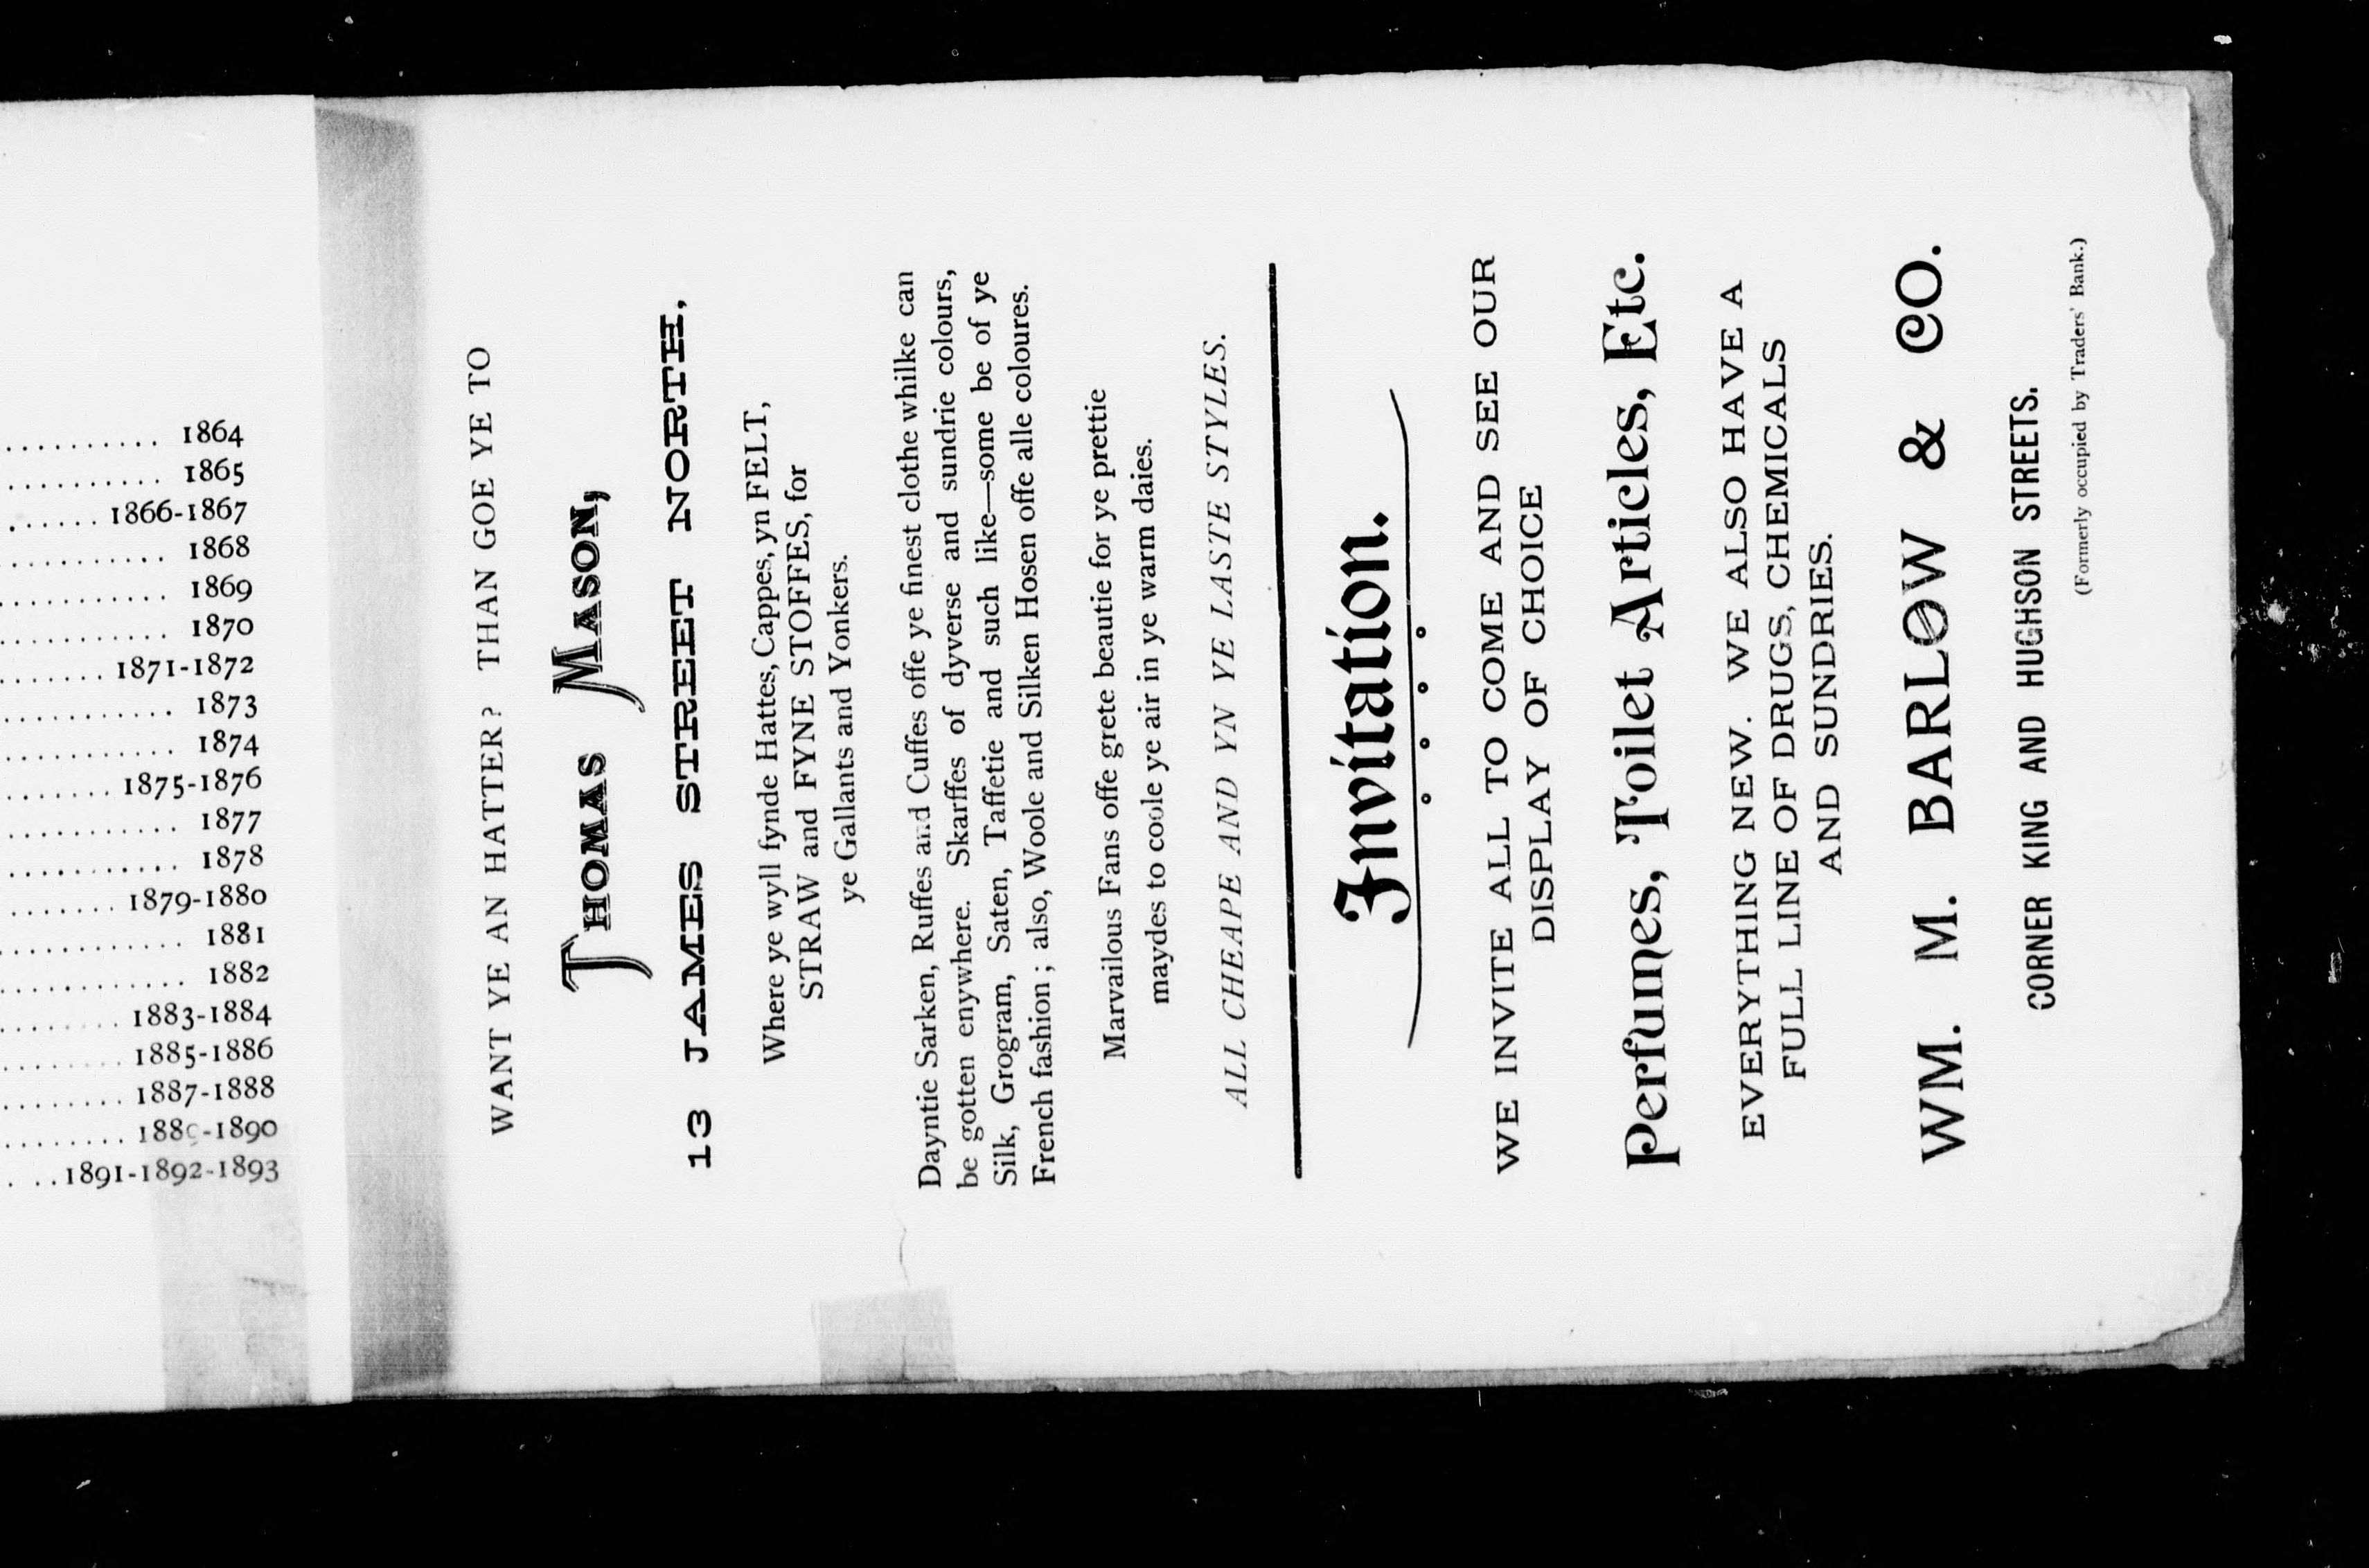 .......... 1864
.......... 1865
...... 1866-1867
.......... 1868
.......... 1869
.......... 1870
....... 1871-1872
.......... 1873
.......... 1874
....... 1875-1876
.......... 1877
.......... 1878
....... 1879-1880
.......... 1881
.......... 1882
........ 1883-1884
........ 1885-1886
........ 1887-1888
........ 1889-1890
. .. 1891-1892-1893
WANT YE AN HATTER? THAN GOE YE TO
THOMAS MASON,
13 JAMES STREET NORTH,
Where ye wyll fynde Hattes, Cappes, yn FELT,
STRAW and FYNE STOFFES, for
ye Gallants and Yonkers.
Dayntie Sarken, Ruffes and Cuffes offe ye finest clothe whilke can
be gotten enywhere. Skarffes of dyverse and sundrie colours,
Silk, Grogram, Saten, Taffetie and such like—some be of ye
French fashion; also, Woole and Silken Hosen offe alle coloures.
Marvailous Fans offe grete beautie for ye prettie
maydes to coole ye air in ye warm daies.
ALL CHEAPE AND YN YE LASTE STYLES.
Invitation.
WE INVITE ALL TO COME AND SEE OUR
DISPLAY OF CHOICE
Perfumes, Toilet Articles, Etc.
EVERYTHING NEW. WE ALSO HAVE A
FULL LINE OF DRUGS, CHEMICALS
AND SUNDRIES.
WM. M. BARLOW & CO.
CORNER KING AND HUGHSON STREETS.
(Formerly occupied by Traders' Bank.)